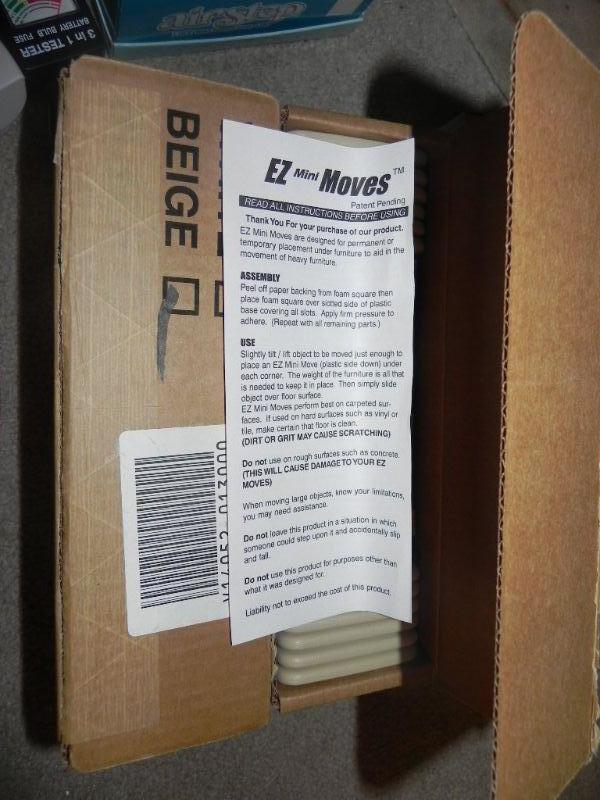 3 in 1 TESTER
BATTERY BULB FUSE
airstep
BEIGE
V1/052 013000
EZ Mini Moves™
Patent Pending
READ ALL INSTRUCTIONS BEFORE USING
Thank You For your purchase of our product.
EZ Mini Moves are designed for permanent or
temporary placement under furniture to aid in the
movement of heavy furniture.
ASSEMBLY
Peel off paper backing from foam square then
place foam square over slotted side of plastic
base covering all slots. Apply firm pressure to
adhere. (Repeat with all remaining parts.)
USE
Slightly tilt / lift object to be moved just enough to
place an EZ Mini Move (plastic side down) under
each corner. The weight of the furniture is all that
is needed to keep it in place. Then simply slide
object over floor surface.
EZ Mini Moves perform best on carpeted sur-
faces. If used on hard surfaces such as vinyl or
tile, make certain that floor is clean.
(DIRT OR GRIT MAY CAUSE SCRATCHING)
Do not use on rough surfaces such as concrete.
(THIS WILL CAUSE DAMAGE TO YOUR EZ
MOVES)
When moving large objects, know your limitations,
you may need assistance.
Do not leave this product in a situation in which
someone could step upon it and accidentally slip
and fall.
Do not use this product for purposes other than
what it was designed for.
Liability not to exceed the cost of this product.